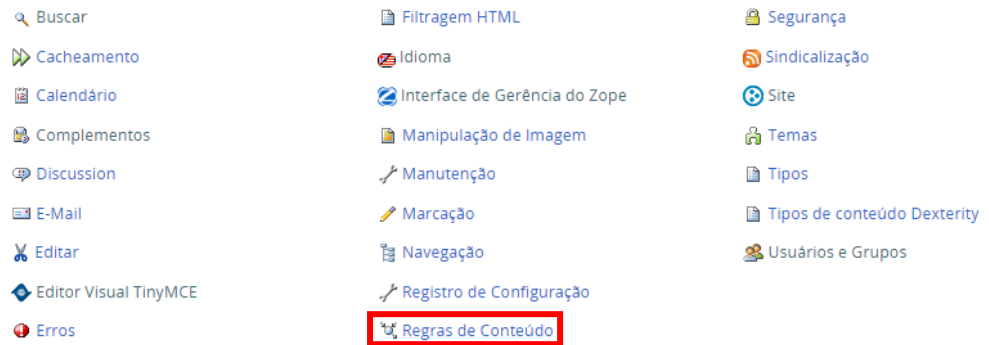 Buscar
Cacheamento
Calendário
Complementos
Discussion
E-Mail
Editar
Editor Visual TinyMCE
Erros
Filtragem HTML
Idioma
Interface de Gerência do Zope
Manipulação de Imagem
Manutenção
Marcação
Navegação
Registro de Configuração
Regras de Conteúdo
Segurança
Sindicalização
Site
Temas
Tipos
Tipos de conteúdo Dexterity
Usuários e Grupos